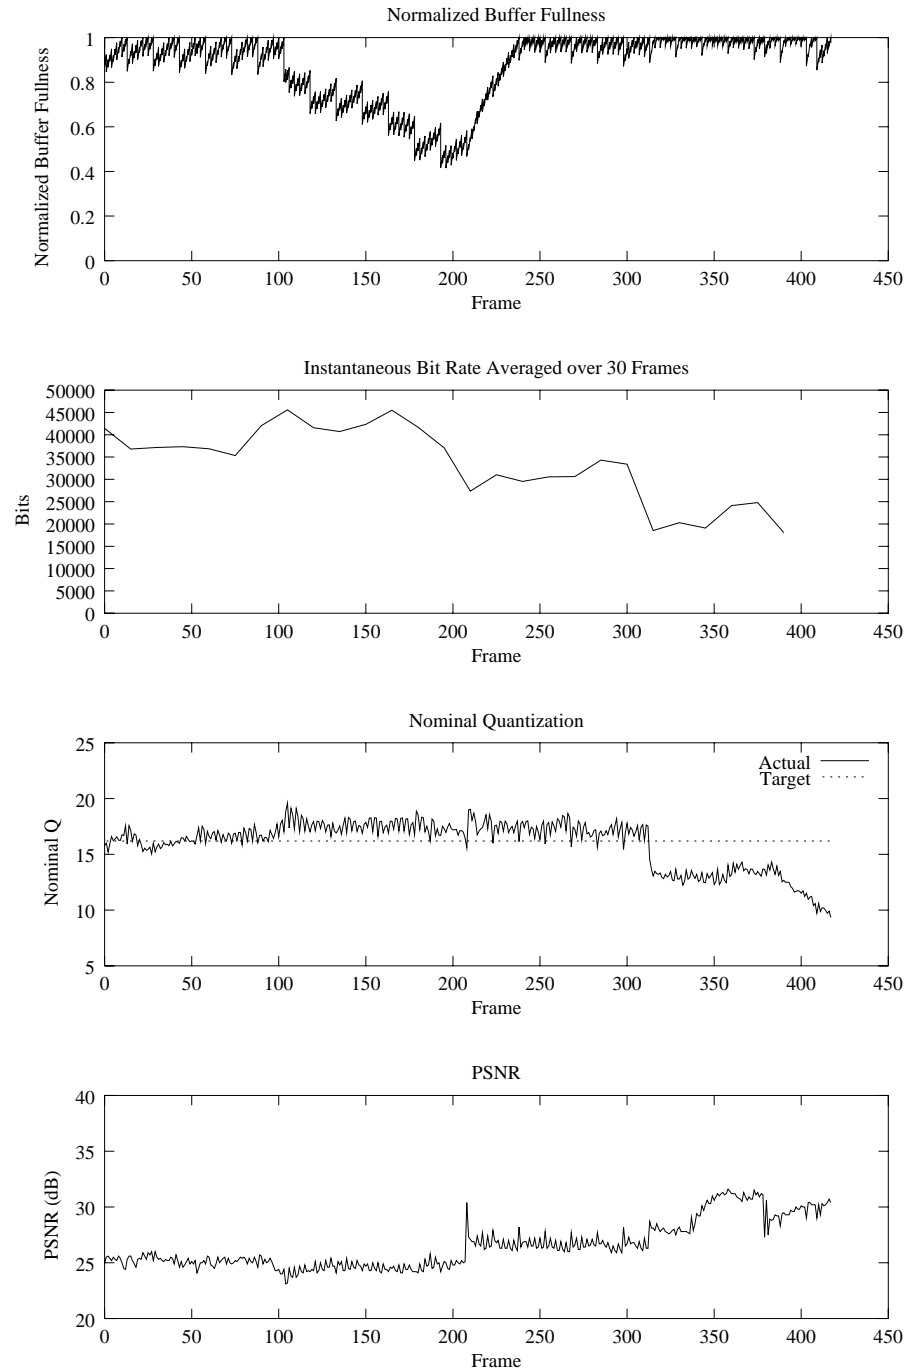 Normalized Buffer Fullness
Normalized Buffer Fullness
1
0.8
0.6
0.4
0.2
0
0 50 100 150 200 250 300 350 400 450
Frame
Instantaneous Bit Rate Averaged over 30 Frames
Bits
50000
45000
40000
35000
30000
25000
20000
15000
10000
5000
0
0 50 100 150 200 250 300 350 400 450
Frame
Nominal Quantization
Nominal Q
25
20
15
10
5
Actual
Target
0 50 100 150 200 250 300 350 400 450
Frame
PSNR
PSNR (dB)
40
35
30
25
20
0 50 100 150 200 250 300 350 400 450
Frame